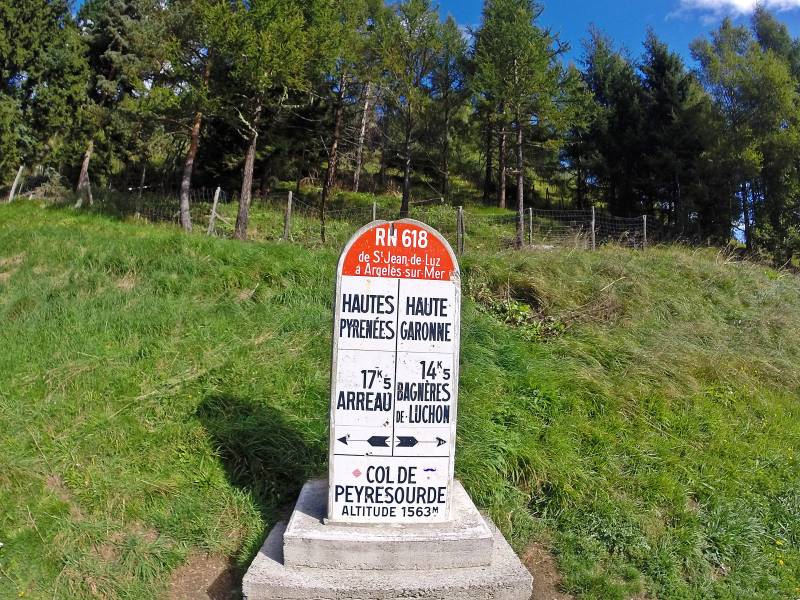 RN 618
de St Jean-de-Luz
à Argelès-sur-Mer
HAUTES
PYRENÉES
HAUTE
GARONNE
17K5
ARREAU
14K5
BAGNÈRES
DE-LUCHON
COL DE
PEYRESOURDE
ALTITUDE 1563M